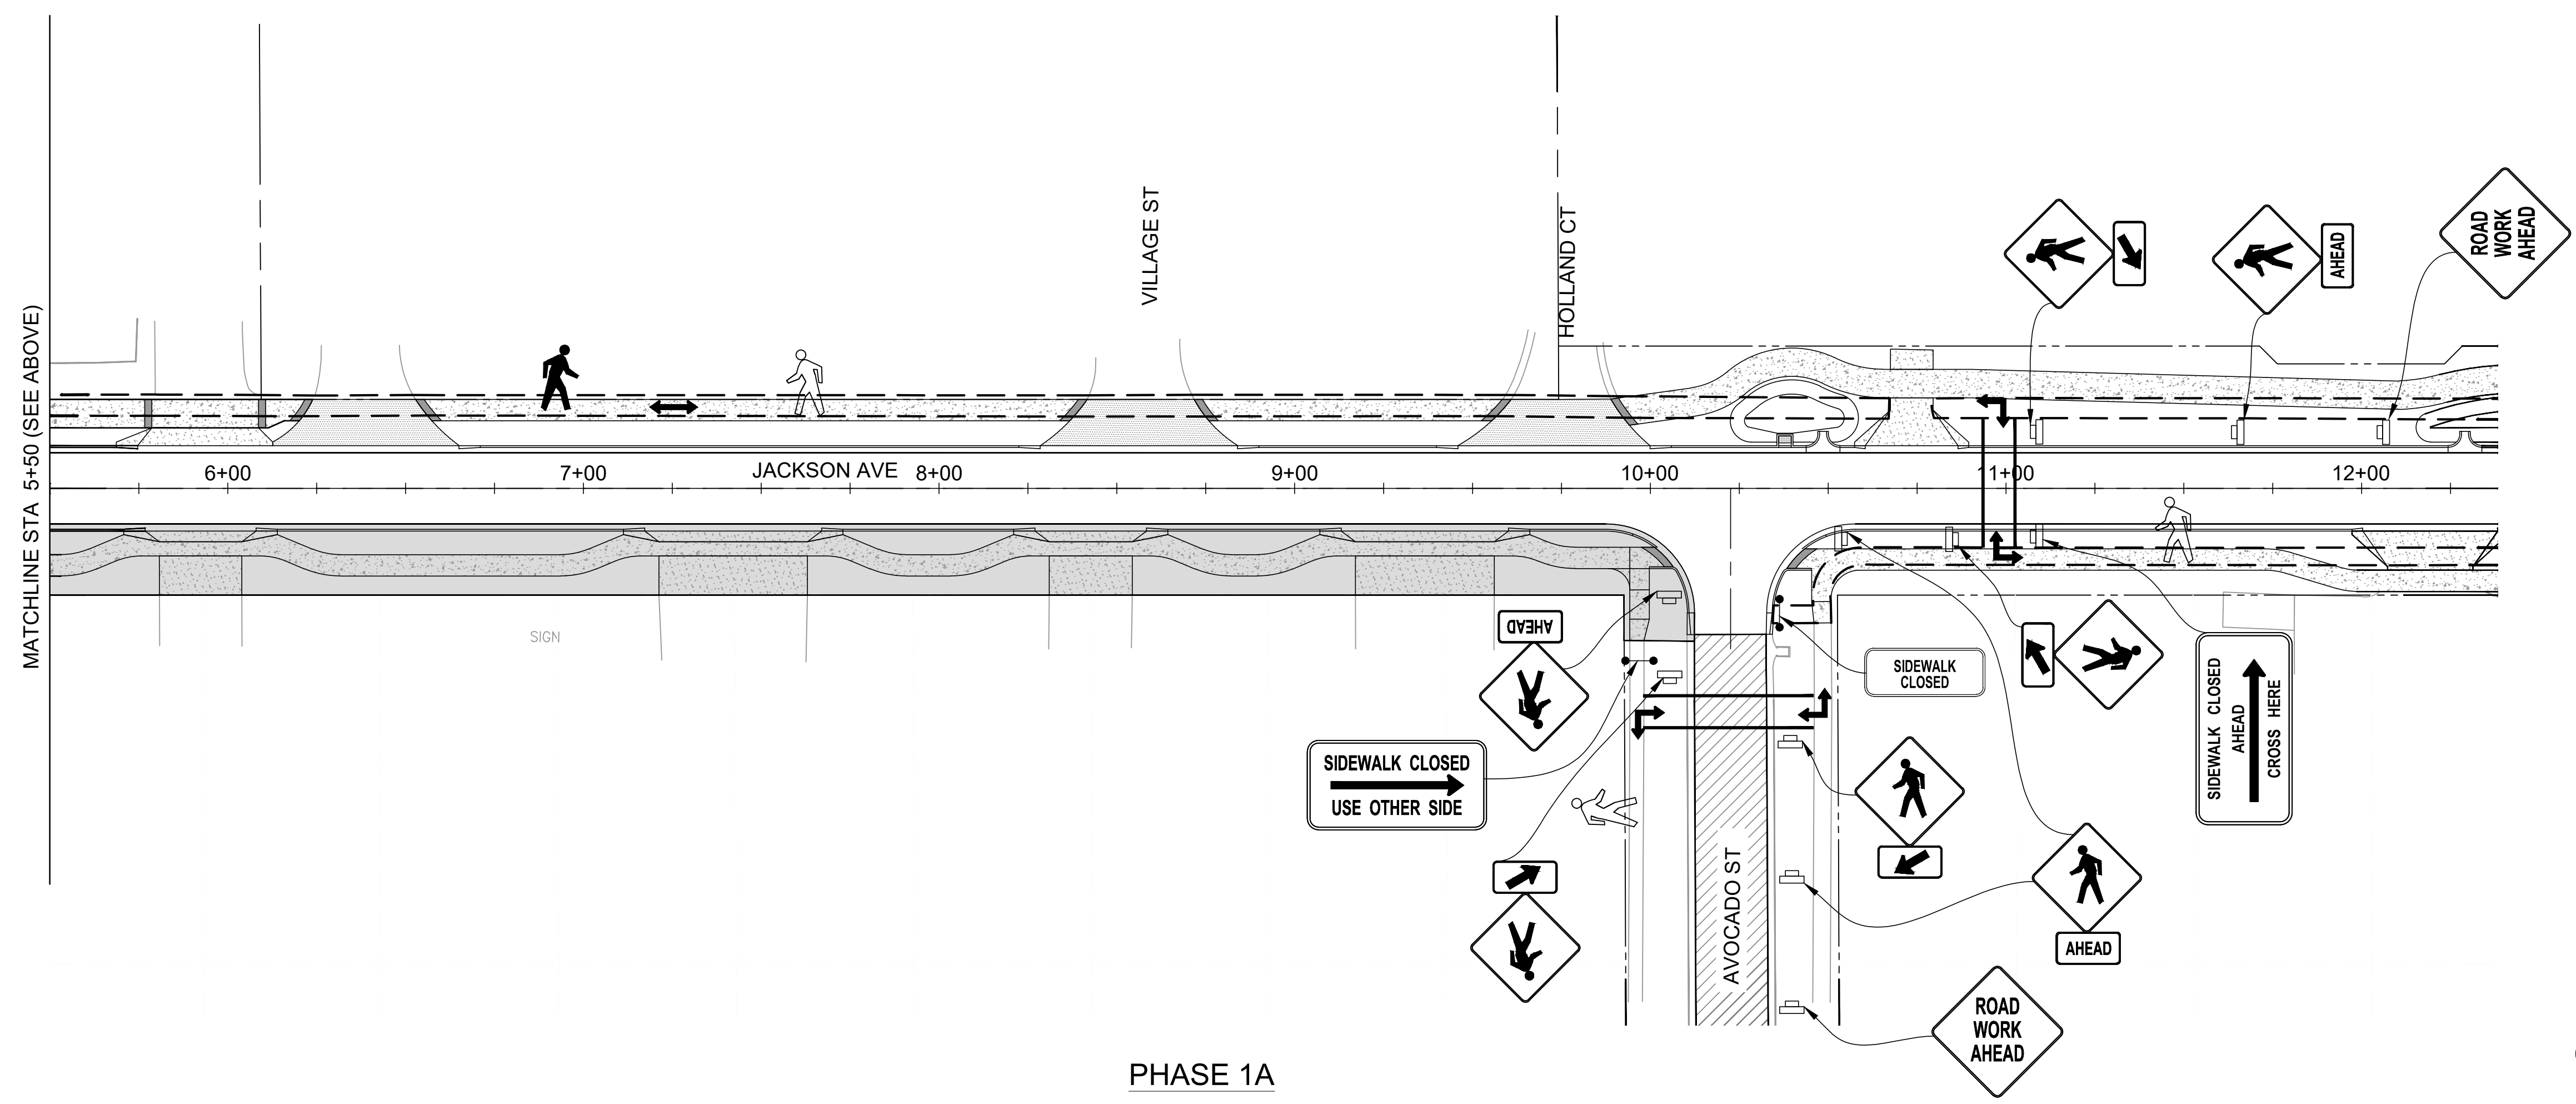 MATCHLINE STA 5+50 (SEE ABOVE)
VILLAGE ST
HOLLAND CT
AHEAD
ROAD
WORK
AHEAD
6+00
7+00
JACKSON AVE
8+00
9+00
10+00
11+00
12+00
SIGN
AHEAD
SIDEWALK
CLOSED
SIDEWALK CLOSED
AHEAD
CROSS HERE
SIDEWALK CLOSED
USE OTHER SIDE
AVOCADO ST
AHEAD
ROAD
WORK
AHEAD
PHASE 1A